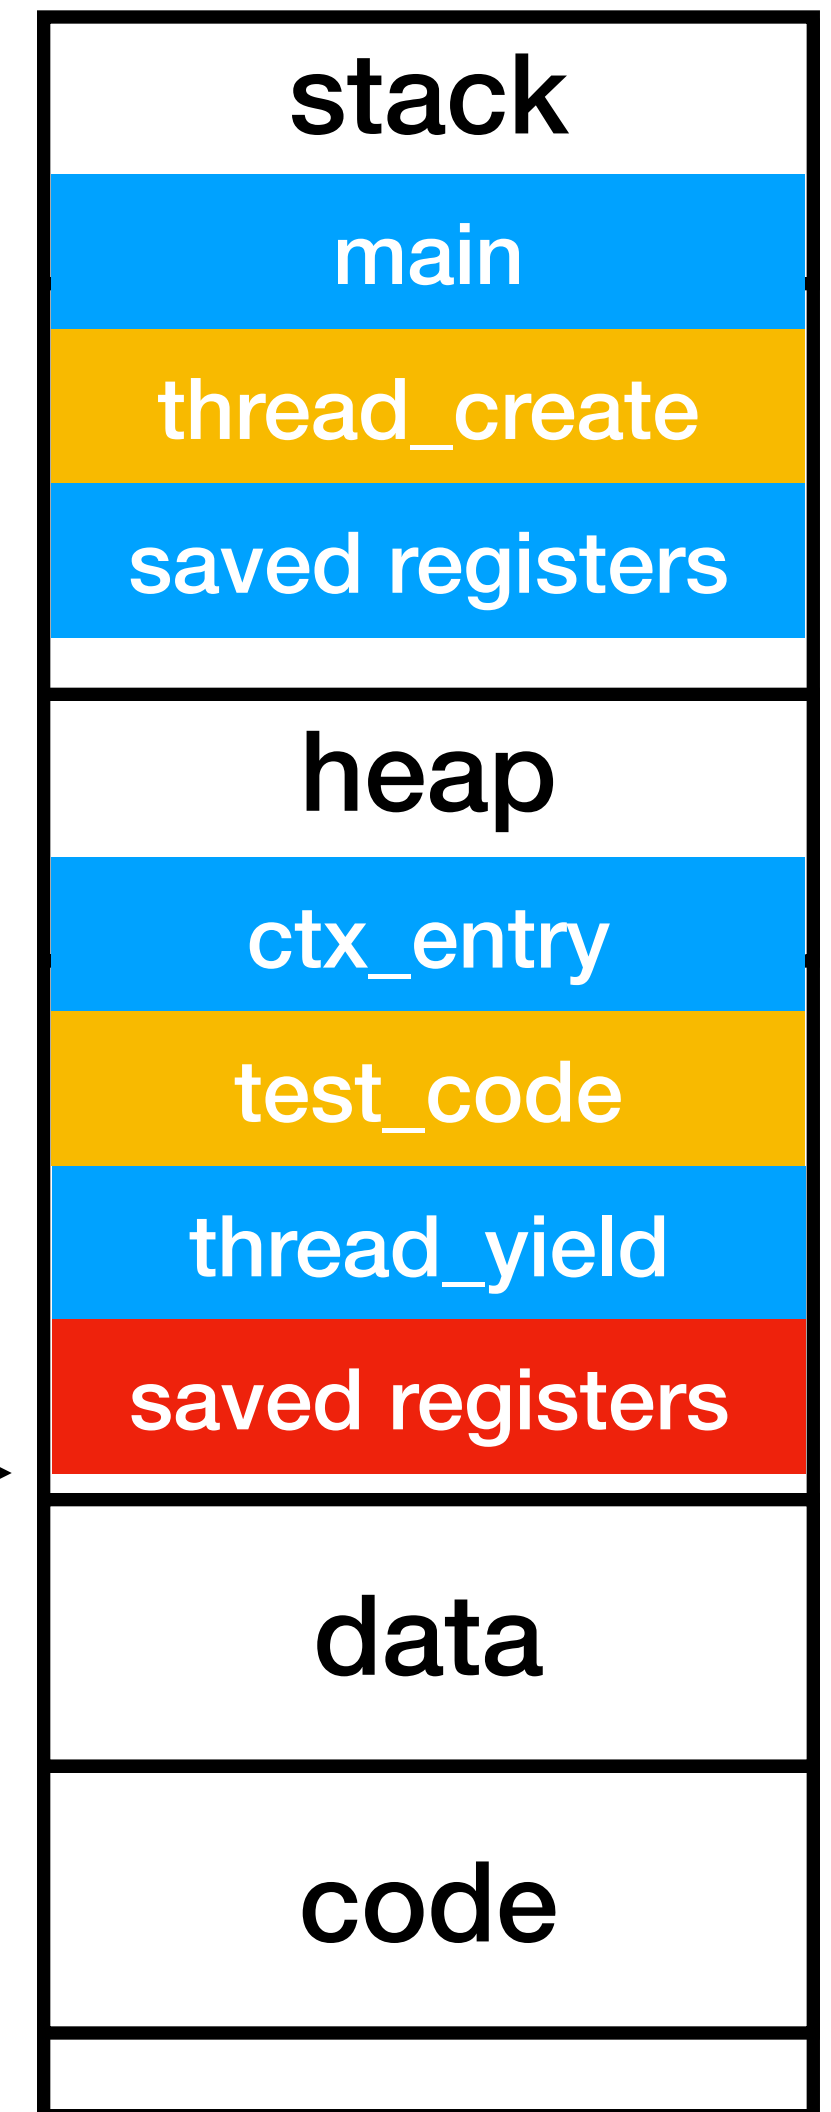 stack
main
thread_create
saved registers
heap
ctx_entry
test_code
thread_yield
saved registers
data
code